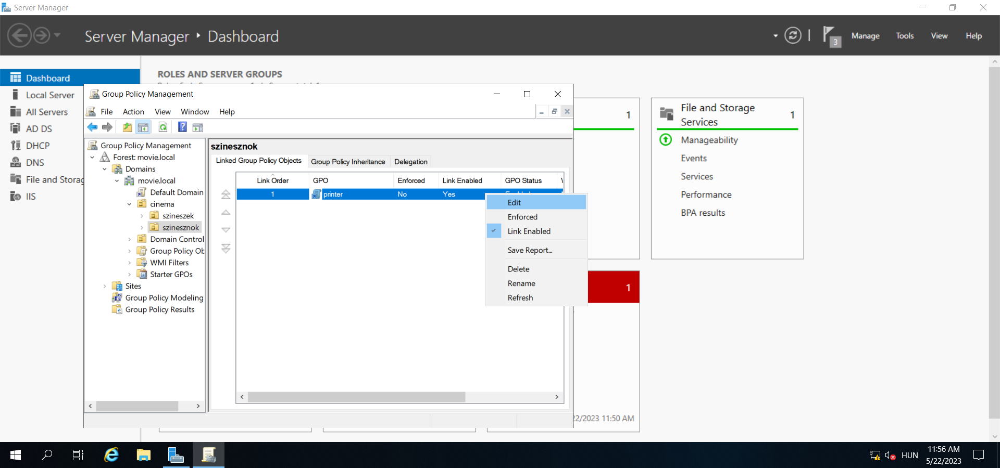 Server Manager
Server Manager ‣ Dashboard
3
Manage
Tools
View
Help
Dashboard
Local Server
All Servers
AD DS
DHCP
DNS
File and Storag
IIS
ROLES AND SERVER GROUPS
Group Policy Management
File
Action
View
Window
Help
Group Policy Management
Forest: movie.local
Domains
movie.local
Default Domain
cinema
szineszek
szinesznok
Domain Control
Group Policy Ob
WMI Filters
Starter GPOs
Sites
Group Policy Modeling
Group Policy Results
szinesznok
Linked Group Policy Objects
Group Policy Inheritance
Delegation
Link Order
GPO
Enforced
Link Enabled
GPO Status
1
printer
No
Yes
Edit
Enforced
Link Enabled
Save Report...
Delete
Rename
Refresh
1
File and Storage
Services
1
Manageability
Events
Services
Performance
BPA results
1
22/2023 11:50 AM
HUN
11:56 AM
5/22/2023